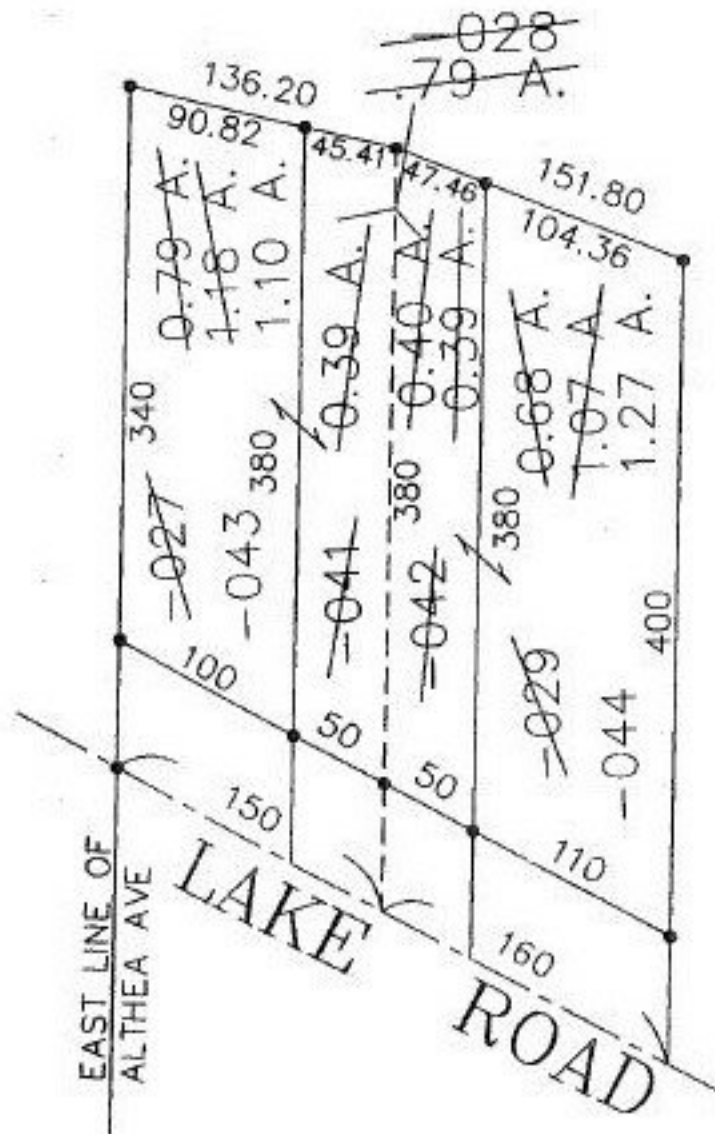 -028
.79 A.
136.20
90.82
45.41
47.46
151.80
104.36
0.79 A.
1.18 A.
1.10 A.
0.39 A.
0.40 A.
0.39 A.
0.68 A.
1.07 A
1.27 A.
340
380
380
380
400
-027
-043
-041
-042
-029
-044
100
50
50
110
150
160
LAKE ROAD
EAST LINE OF
ALTHEA AVE